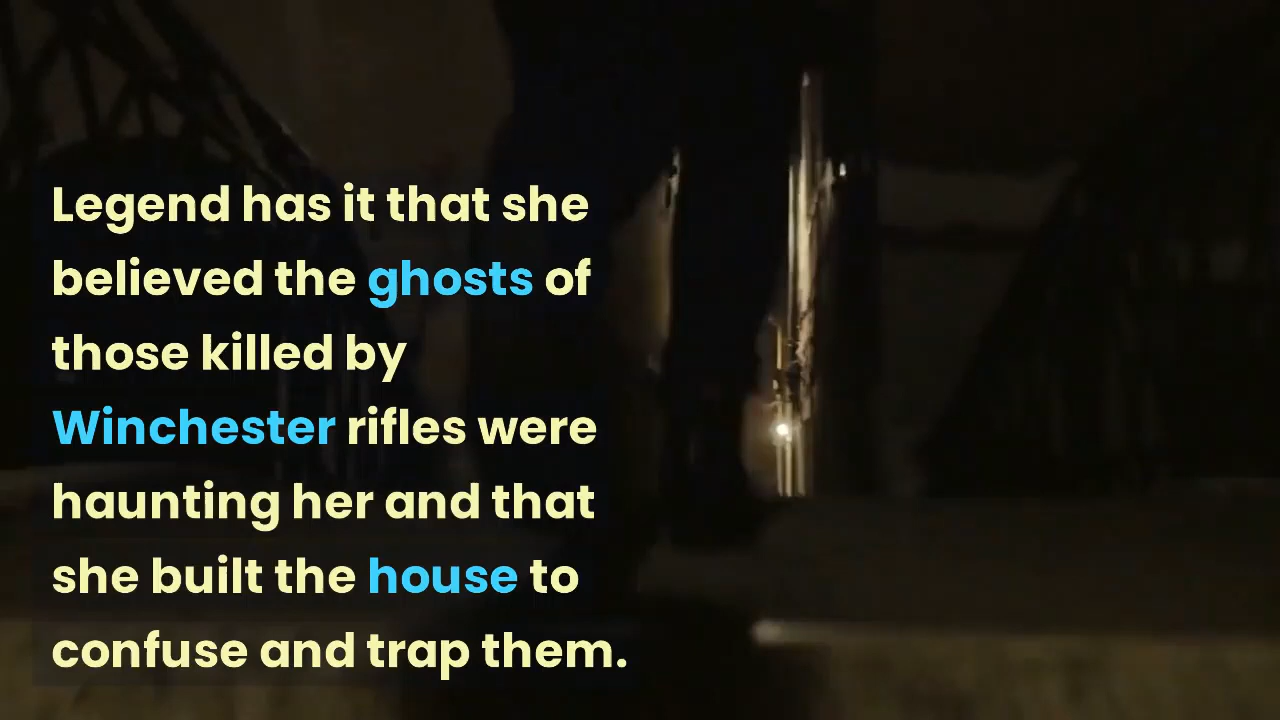 Legend has it that she
believed the ghosts of
those killed by
Winchester rifles were
haunting her and that
she built the house to
confuse and trap them.